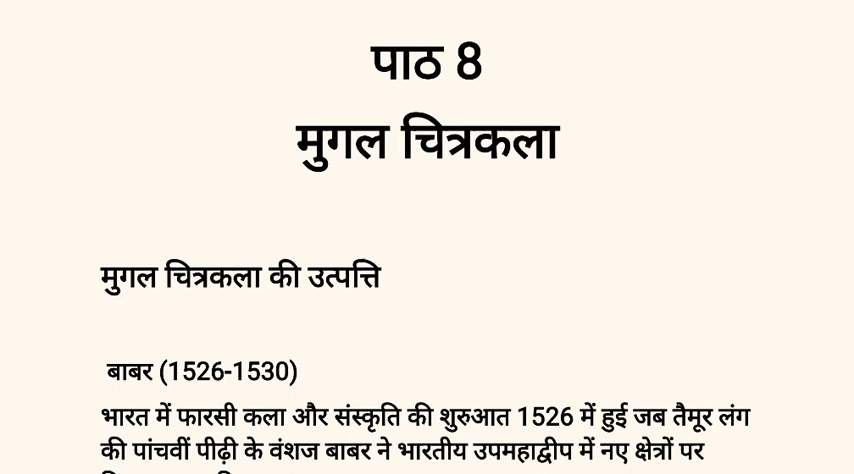 पाठ 8
मुगल चित्रकला
मुगल चित्रकला की उत्पत्ति
बाबर (1526-1530)
भारत में फारसी कला और संस्कृति की शुरुआत 1526 में हुई जब तैमूर लंग
की पांचवीं पीढ़ी के वंशज बाबर ने भारतीय उपमहाद्वीप में नए क्षेत्रों पर